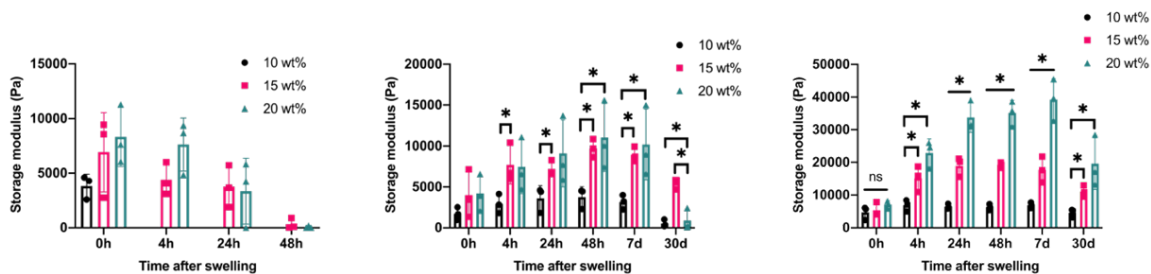 10 wt%
15 wt%
20 wt%
Storage modulus (Pa)
15000
10000
5000
0
0h 4h 24h 48h
Time after swelling
10 wt%
15 wt%
20 wt%
Storage modulus (Pa)
20000
15000
10000
5000
0
* * * * * * * *
0h 4h 24h 48h 7d 30d
Time after swelling
10 wt%
15 wt%
20 wt%
Storage modulus (Pa)
50000
40000
30000
20000
10000
0
ns * * * * * * *
0h 4h 24h 48h 7d 30d
Time after swelling